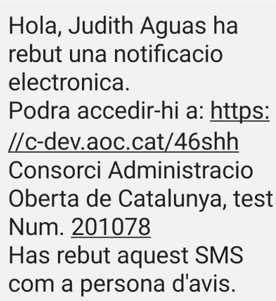 Hola, Judith Aguas ha
rebut una notificacio
electronica.
Podra accedir-hi a: https:
//c-dev.aoc.cat/46shh
Consorci Administracio
Oberta de Catalunya, test
Num. 201078
Has rebut aquest SMS
com a persona d'avis.